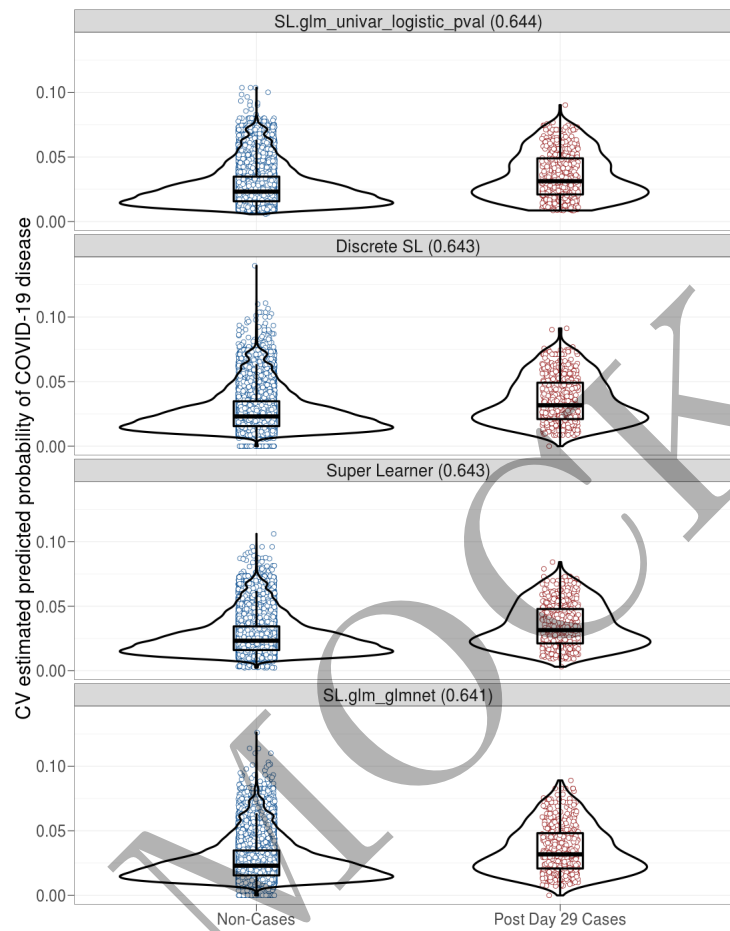 SL.glm_univar_logistic_pval (0.644)
0.10
0.05
0.00
Discrete SL (0.643)
0.10
0.05
0.00
Super Learner (0.643)
0.10
0.05
0.00
SL.glm_glmnet (0.641)
0.10
0.05
0.00
CV estimated predicted probability of COVID-19 disease
Non-Cases
Post Day 29 Cases
MOCK